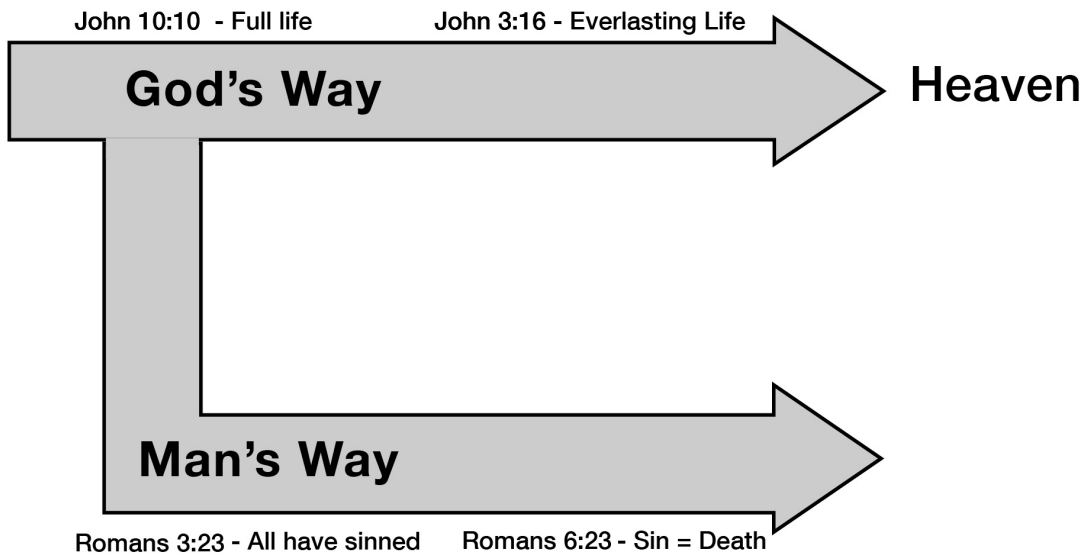 John 10:10 - Full life John 3:16 - Everlasting Life
God’s Way
Heaven
Man’s Way
Romans 3:23 - All have sinned Romans 6:23 - Sin = Death